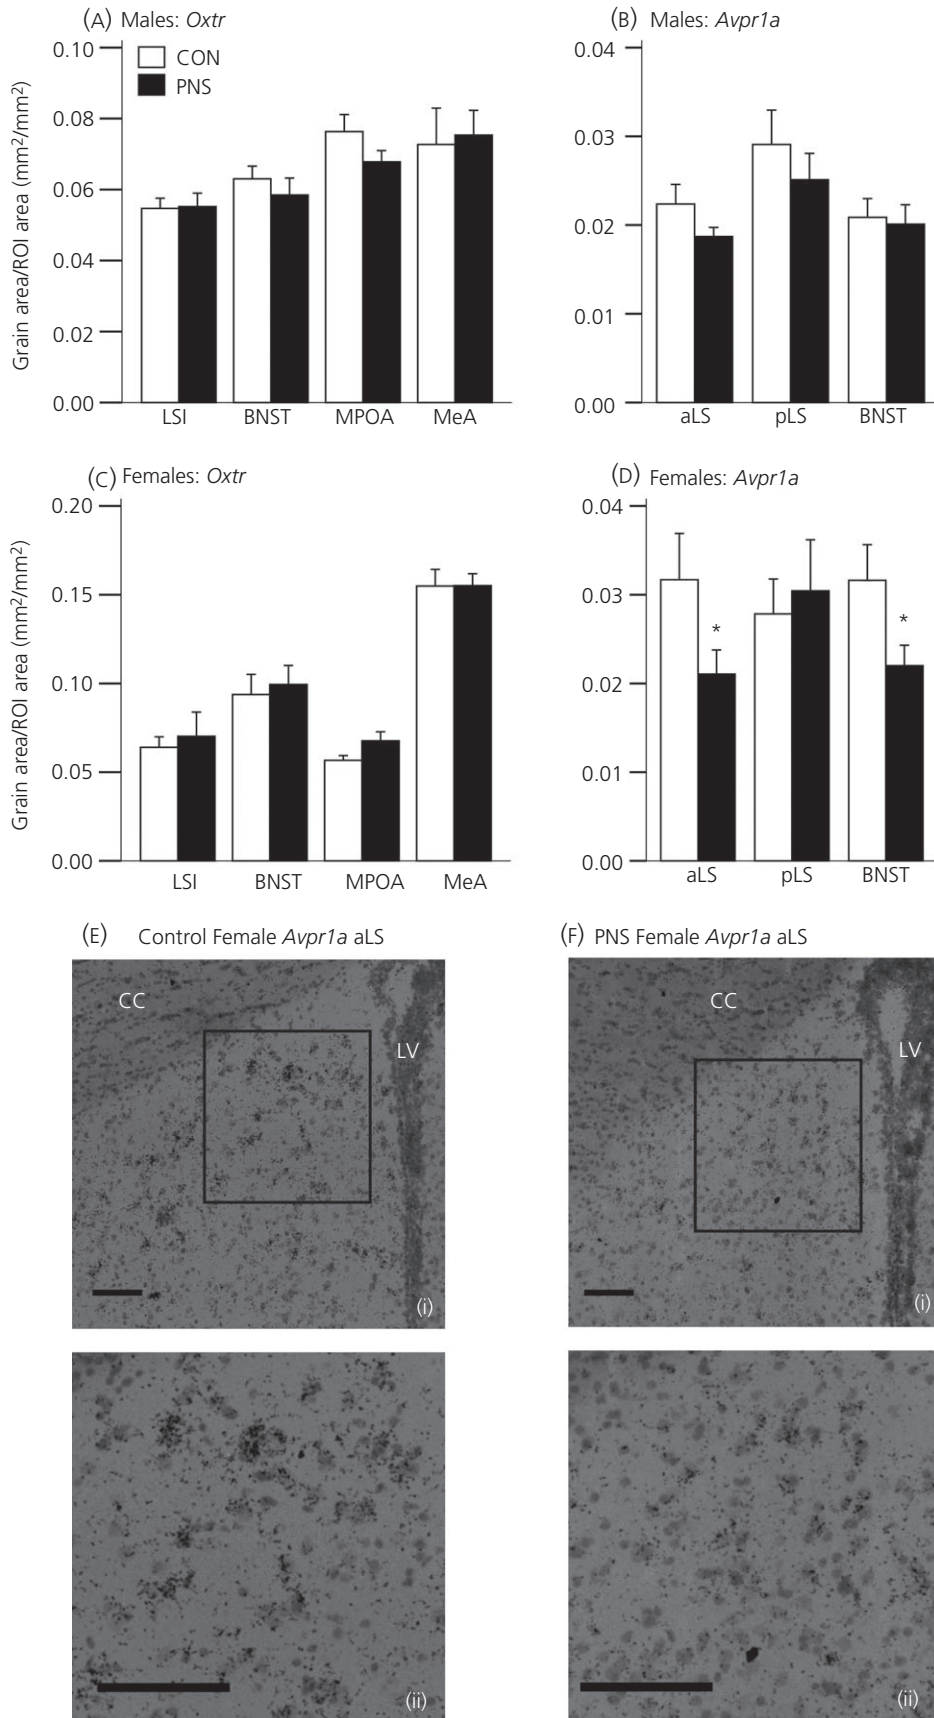 (A) Males: Oxtr
CON
PNS
Grain area/ROI area (mm²/mm²)
0.10
0.08
0.06
0.04
0.02
0.00
LSI BNST MPOA MeA
(B) Males: Avpr1a
0.04
0.03
0.02
0.01
0.00
aLS pLS BNST
(C) Females: Oxtr
Grain area/ROI area (mm²/mm²)
0.20
0.15
0.10
0.05
0.00
LSI BNST MPOA MeA
(D) Females: Avpr1a
0.04
0.03
0.02
0.01
0.00
* *
aLS pLS BNST
(E) Control Female Avpr1a aLS
CC
LV
(i)
(ii)
(F) PNS Female Avpr1a aLS
CC
LV
(i)
(ii)